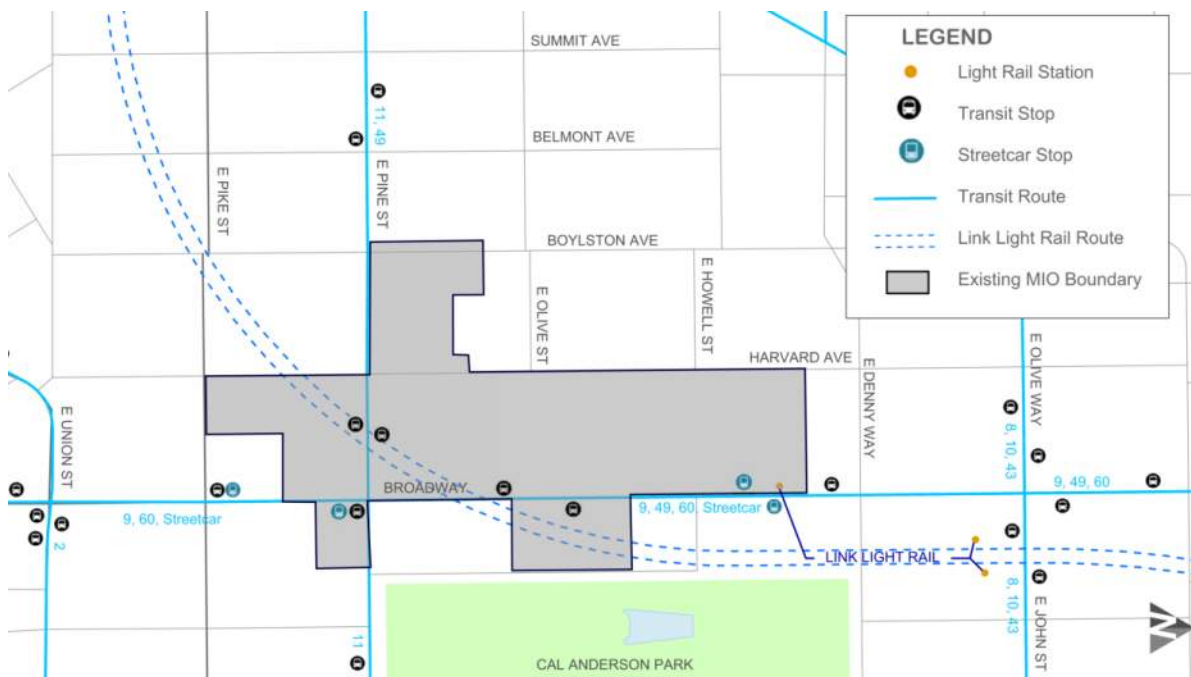 LEGEND
Light Rail Station
Transit Stop
Streetcar Stop
Transit Route
Link Light Rail Route
Existing MIO Boundary
SUMMIT AVE
11, 49
BELMONT AVE
E PIKE ST
E PINE ST
BOYLSTON AVE
E OLIVE ST
E HOWELL ST
HARVARD AVE
E DENNY WAY
E OLIVE WAY
E UNION ST
8, 10, 43
BROADWAY
9, 60, Streetcar
9, 49, 60, Streetcar
9, 49, 60
2
LINK LIGHT RAIL
8, 10, 43
E JOHN ST
11
CAL ANDERSON PARK
N